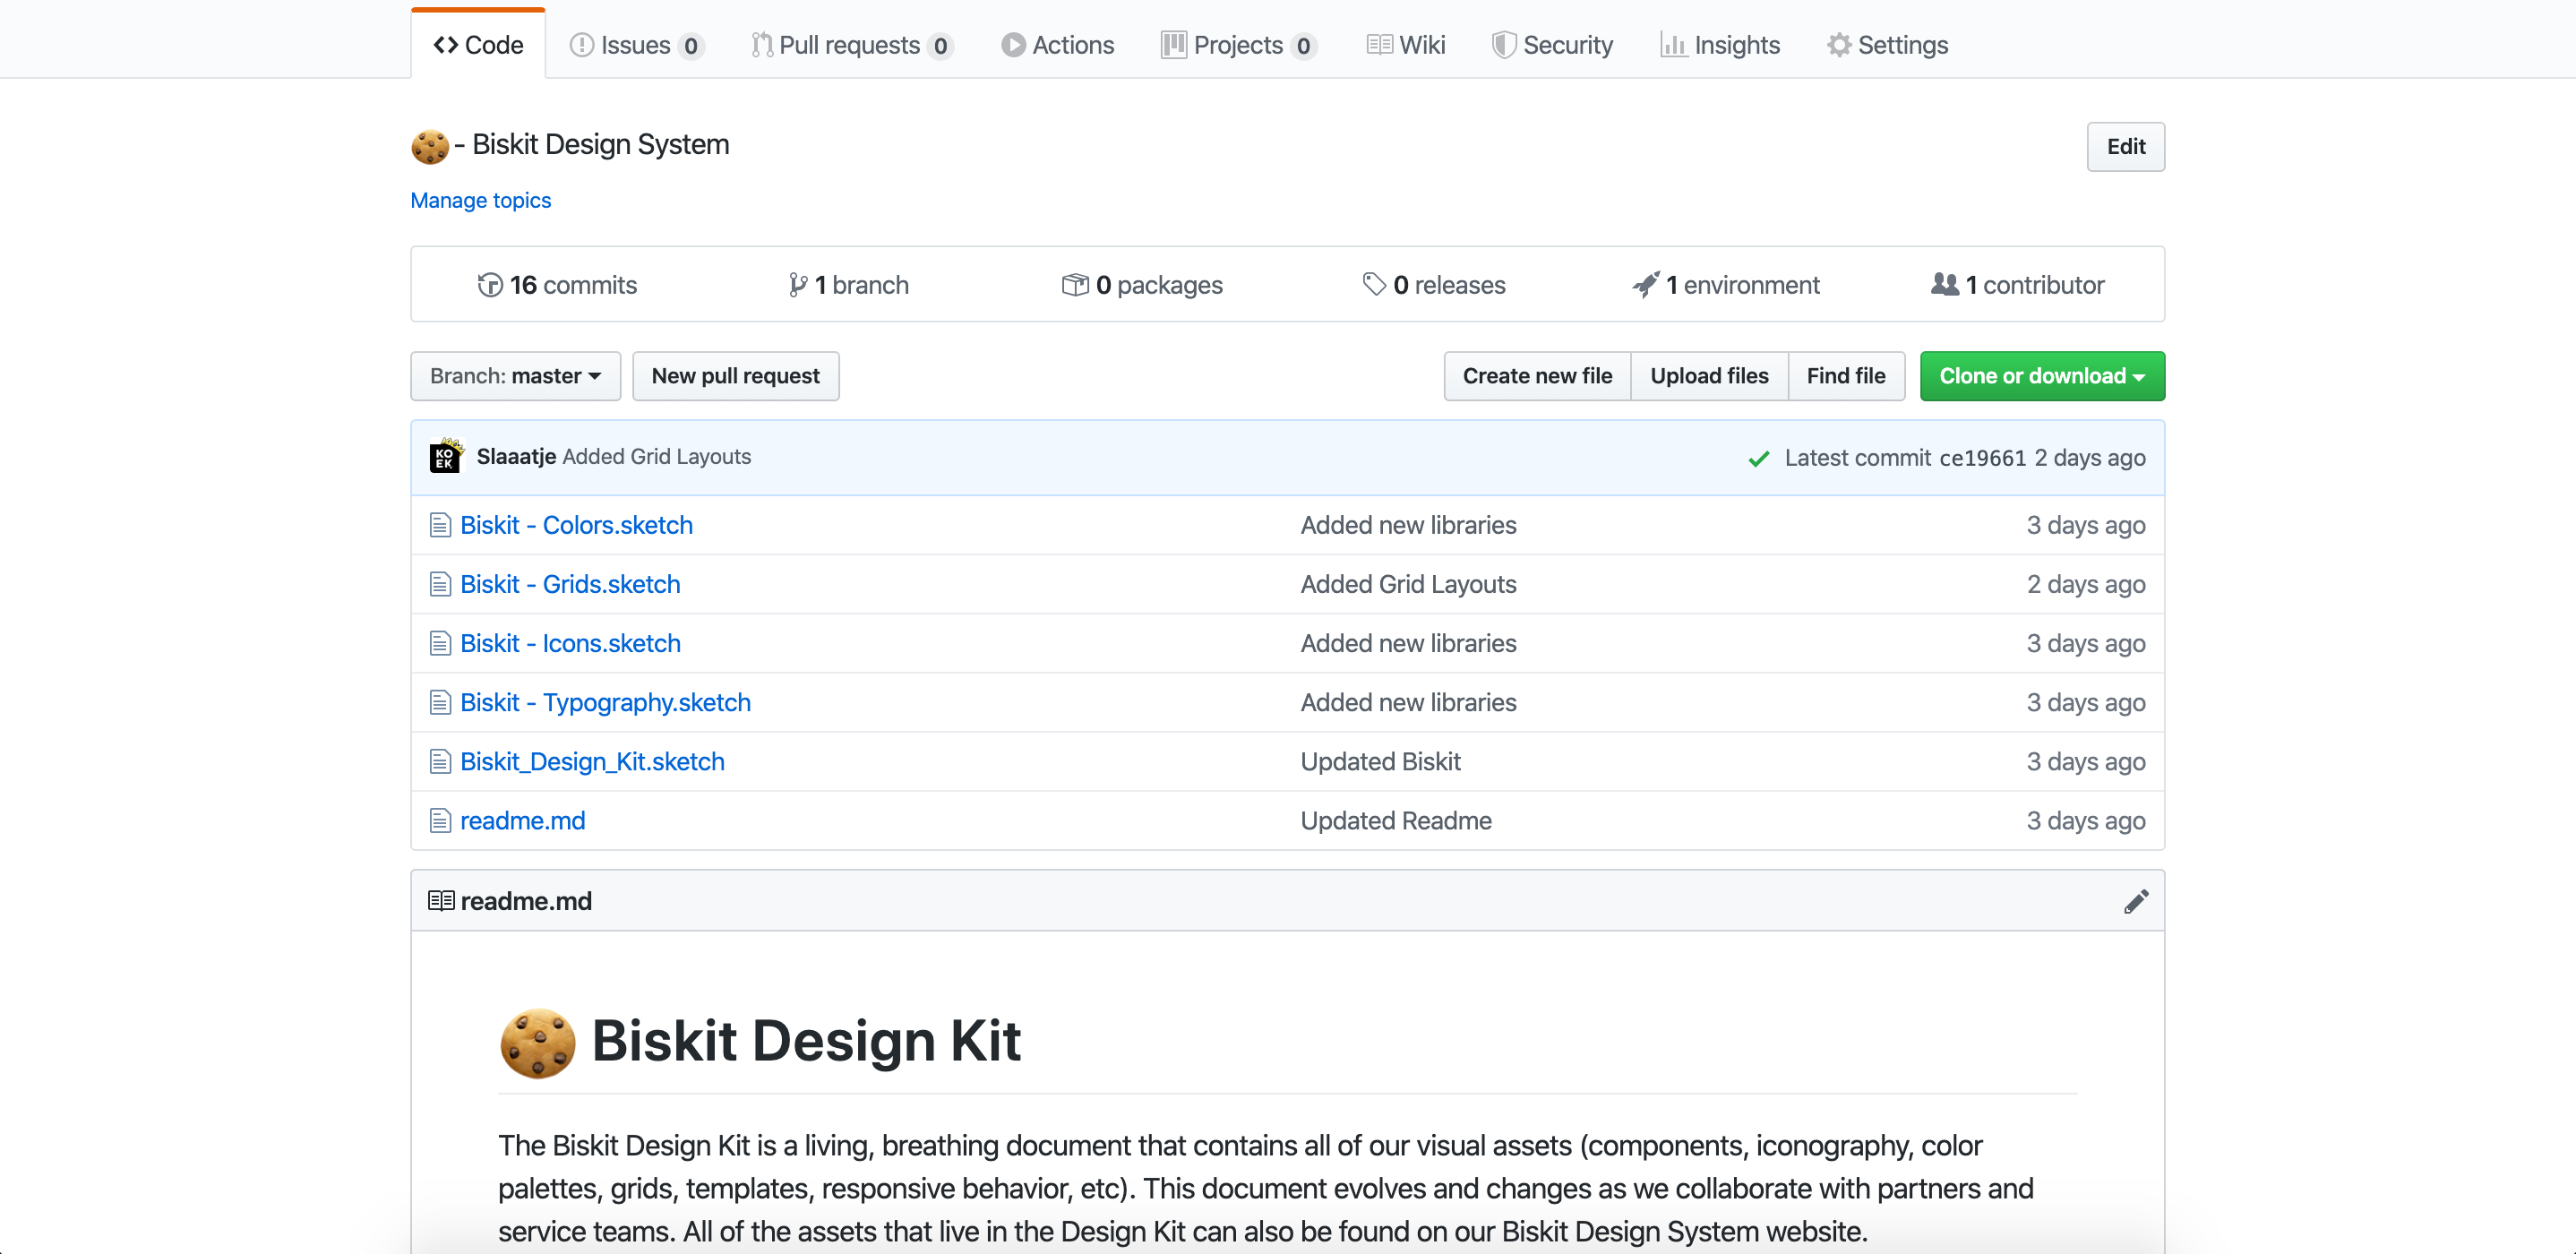 Code Issues 0 Pull requests 0 Actions Projects 0 Wiki Security Insights Settings
- Biskit Design System
Edit
Manage topics
16 commits 1 branch 0 packages 0 releases 1 environment 1 contributor
Branch: master New pull request Create new file Upload files Find file Clone or download
KOEK Slaaatje Added Grid Layouts Latest commit ce19661 2 days ago
Biskit - Colors.sketch Added new libraries 3 days ago
Biskit - Grids.sketch Added Grid Layouts 2 days ago
Biskit - Icons.sketch Added new libraries 3 days ago
Biskit - Typography.sketch Added new libraries 3 days ago
Biskit_Design_Kit.sketch Updated Biskit 3 days ago
readme.md Updated Readme 3 days ago
readme.md
Biskit Design Kit
The Biskit Design Kit is a living, breathing document that contains all of our visual assets (components, iconography, color
palettes, grids, templates, responsive behavior, etc). This document evolves and changes as we collaborate with partners and
service teams. All of the assets that live in the Design Kit can also be found on our Biskit Design System website.